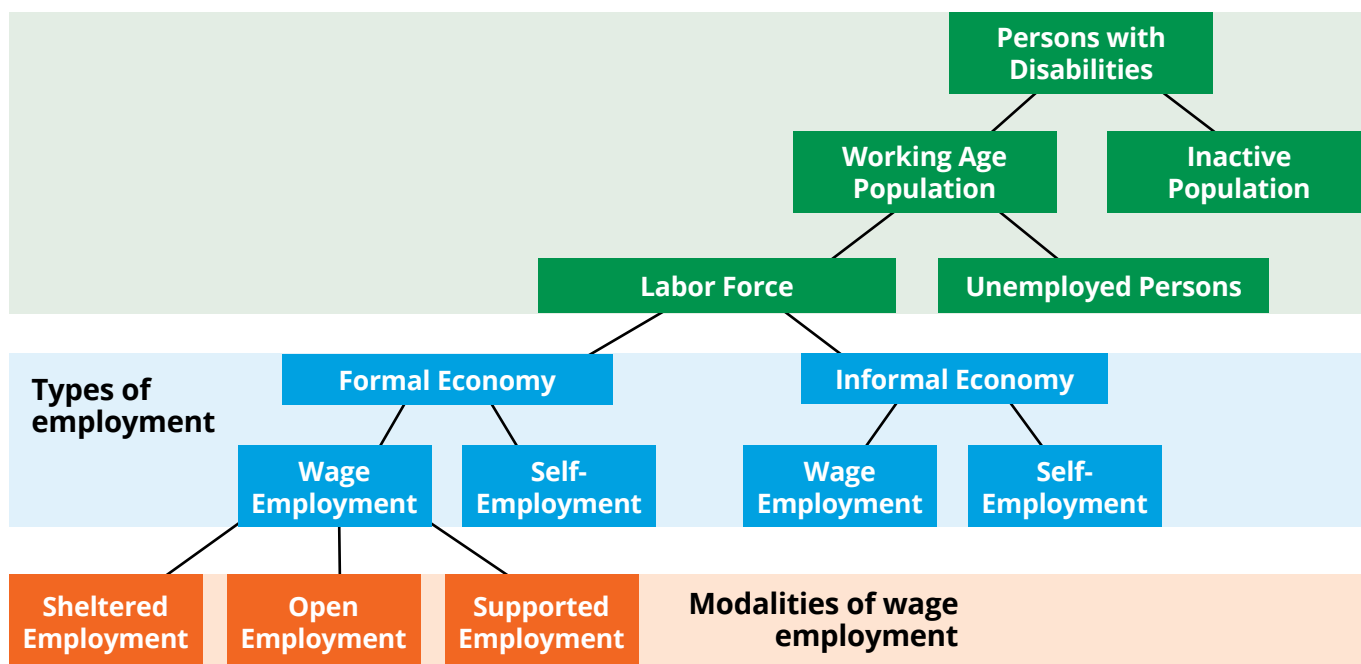 Persons with
Disabilities
Working Age
Population
Inactive
Population
Labor Force
Unemployed Persons
Types of
employment
Formal Economy
Informal Economy
Wage
Employment
Self-
Employment
Wage
Employment
Self-
Employment
Sheltered
Employment
Open
Employment
Supported
Employment
Modalities of wage
employment